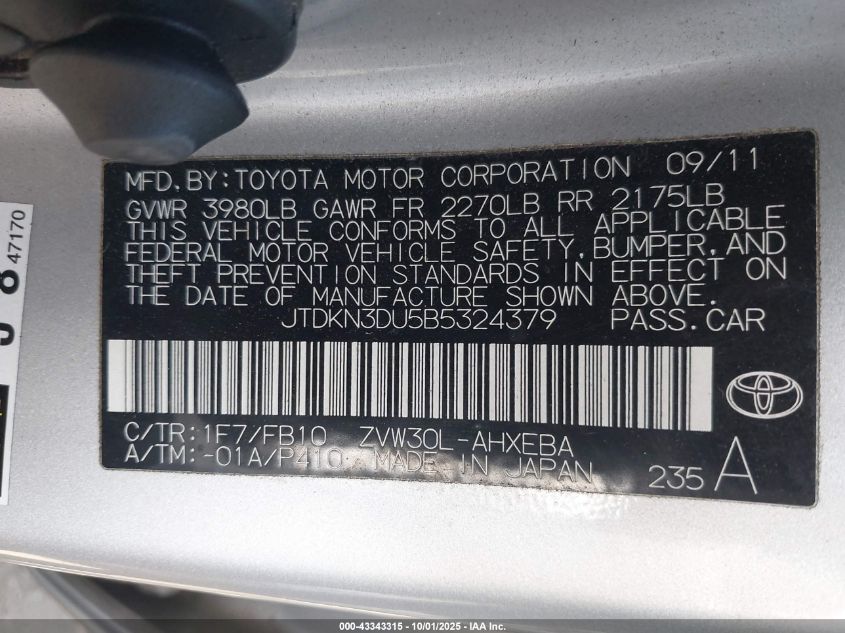 MFD.BY:TOYOTA MOTOR CORPORATION 09/11
GVWR 3980LB GAWR FR 2270LB RR 2175LB
THIS VEHICLE CONFORMS TO ALL APPLICABLE
FEDERAL MOTOR VEHICLE SAFETY, BUMPER, AND
THEFT PREVENTION STANDARDS IN EFFECT ON
THE DATE OF MANUFACTURE SHOWN ABOVE.
JTDKN3DU5B5324379 PASS.CAR
C/TR:1F7/FB10 ZVW30L-AHXEBA
A/TM:-01A/P410 MADE IN JAPAN 235 A
47170
000-43343315 - 10/01/2025 - IAA Inc.